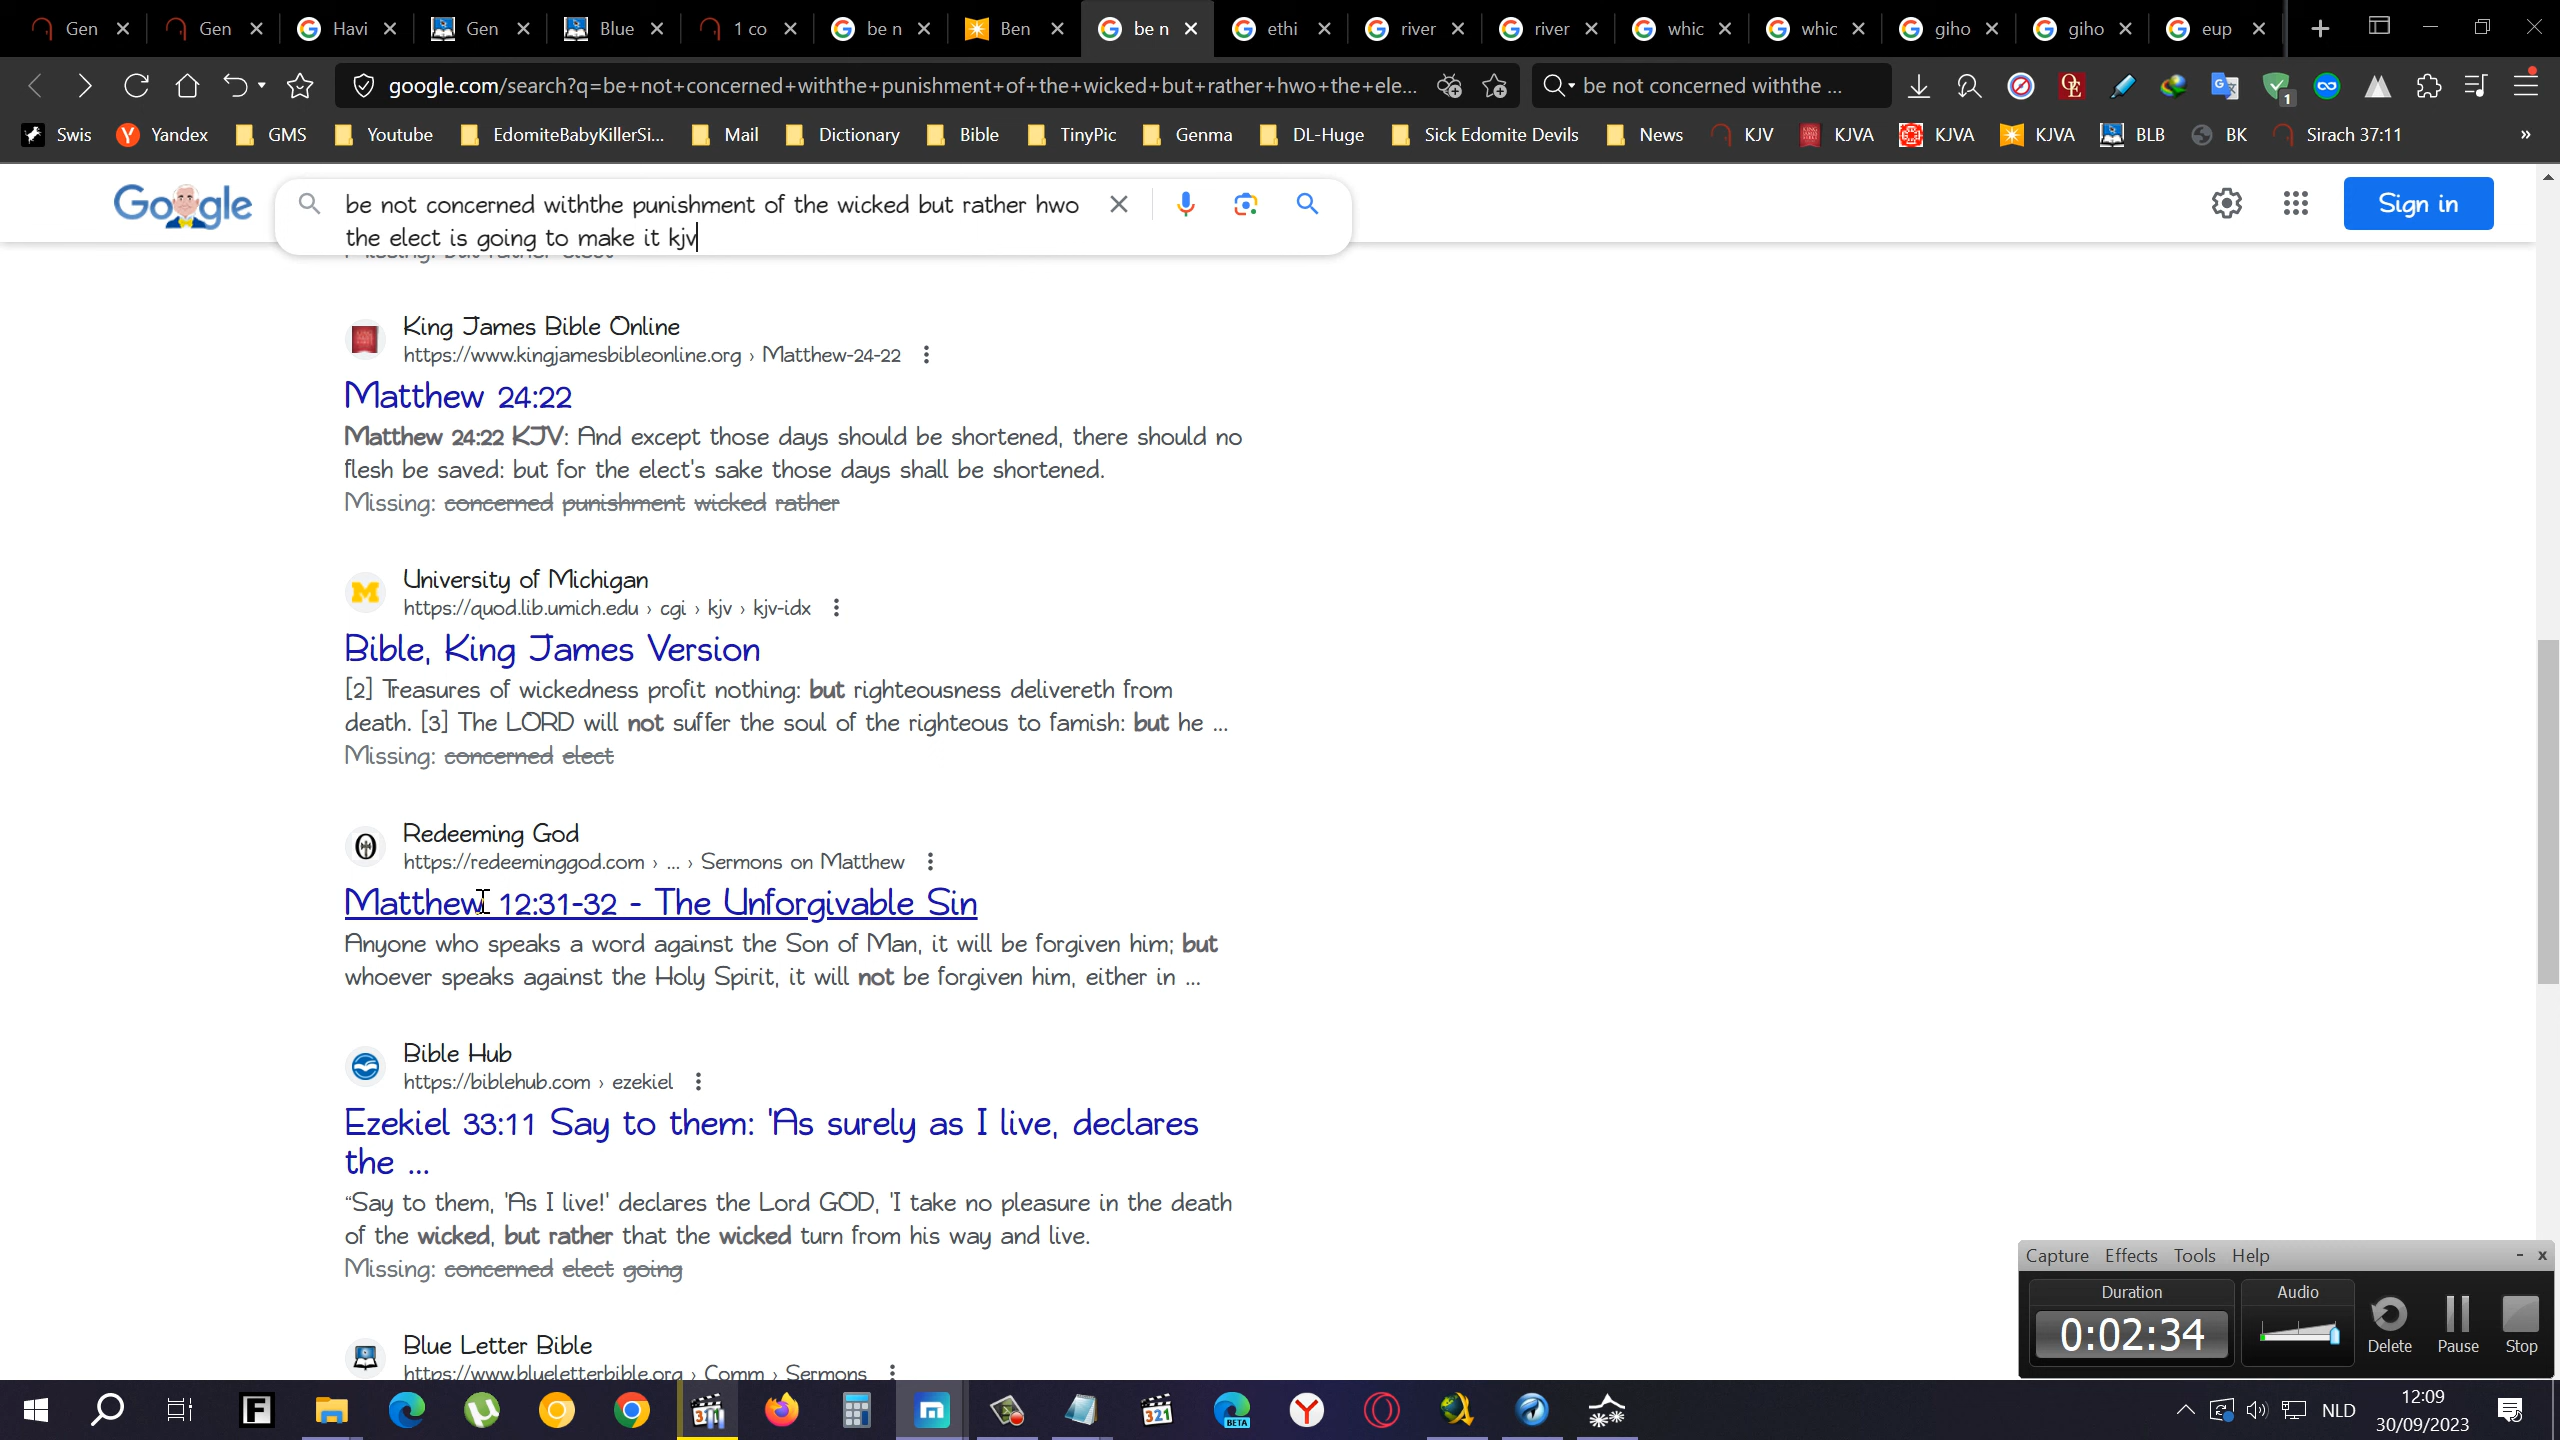 Gen
Gen
Havi
Gen
Blue
1 co
be n
Ben
be n
ethi
river
river
whic
whic
giho
giho
eup
google.com/search?q=be+not+concerned+withthe+punishment+of+the+wicked+but+rather+hwo+the+ele...
be not concerned withthe ...
1
Swis
Yandex
GMS
Youtube
EdomiteBabyKillerSi...
Mail
Dictionary
Bible
TinyPic
Genma
DL-Huge
Sick Edomite Devils
News
KJV
KJVA
KJVA
KJVA
BLB
BK
Sirach 37:11
»
Google
be not concerned withthe punishment of the wicked but rather hwo
the elect is going to make it kjv
Sign in
King James Bible Online
https://www.kingjamesbibleonline.org › Matthew-24-22
Matthew 24:22
Matthew 24:22 KJV: And except those days should be shortened, there should no
flesh be saved: but for the elect's sake those days shall be shortened.
Missing: concerned punishment wicked rather
University of Michigan
https://quod.lib.umich.edu › cgi › kjv › kjv-idx
Bible, King James Version
[2] Treasures of wickedness profit nothing: but righteousness delivereth from
death. [3] The LORD will not suffer the soul of the righteous to famish: but he ...
Missing: concerned elect
Redeeming God
https://redeeminggod.com › ... › Sermons on Matthew
Matthew 12:31-32 - The Unforgivable Sin
Anyone who speaks a word against the Son of Man, it will be forgiven him; but
whoever speaks against the Holy Spirit, it will not be forgiven him, either in ...
Bible Hub
https://biblehub.com › ezekiel
Ezekiel 33:11 Say to them: 'As surely as I live, declares
the ...
“Say to them, 'As I live!' declares the Lord GOD, 'I take no pleasure in the death
of the wicked, but rather that the wicked turn from his way and live.
Missing: concerned elect going
Blue Letter Bible
https://www.blueletterbible.org › Comm › Sermons
Capture Effects Tools Help
Duration
Audio
0:02:34
Delete
Pause
Stop
321
BETA
NLD
12:09
30/09/2023